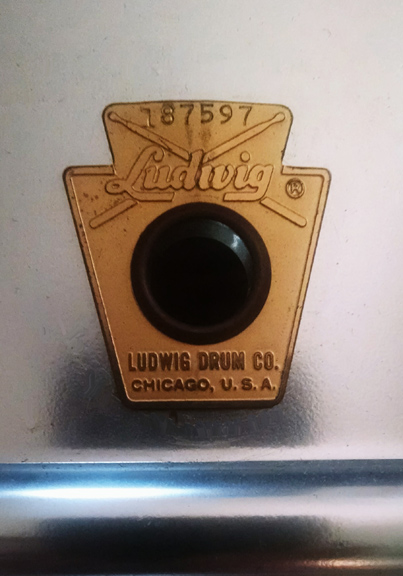 187597
Ludwig ®
LUDWIG DRUM CO.
CHICAGO, U.S.A.